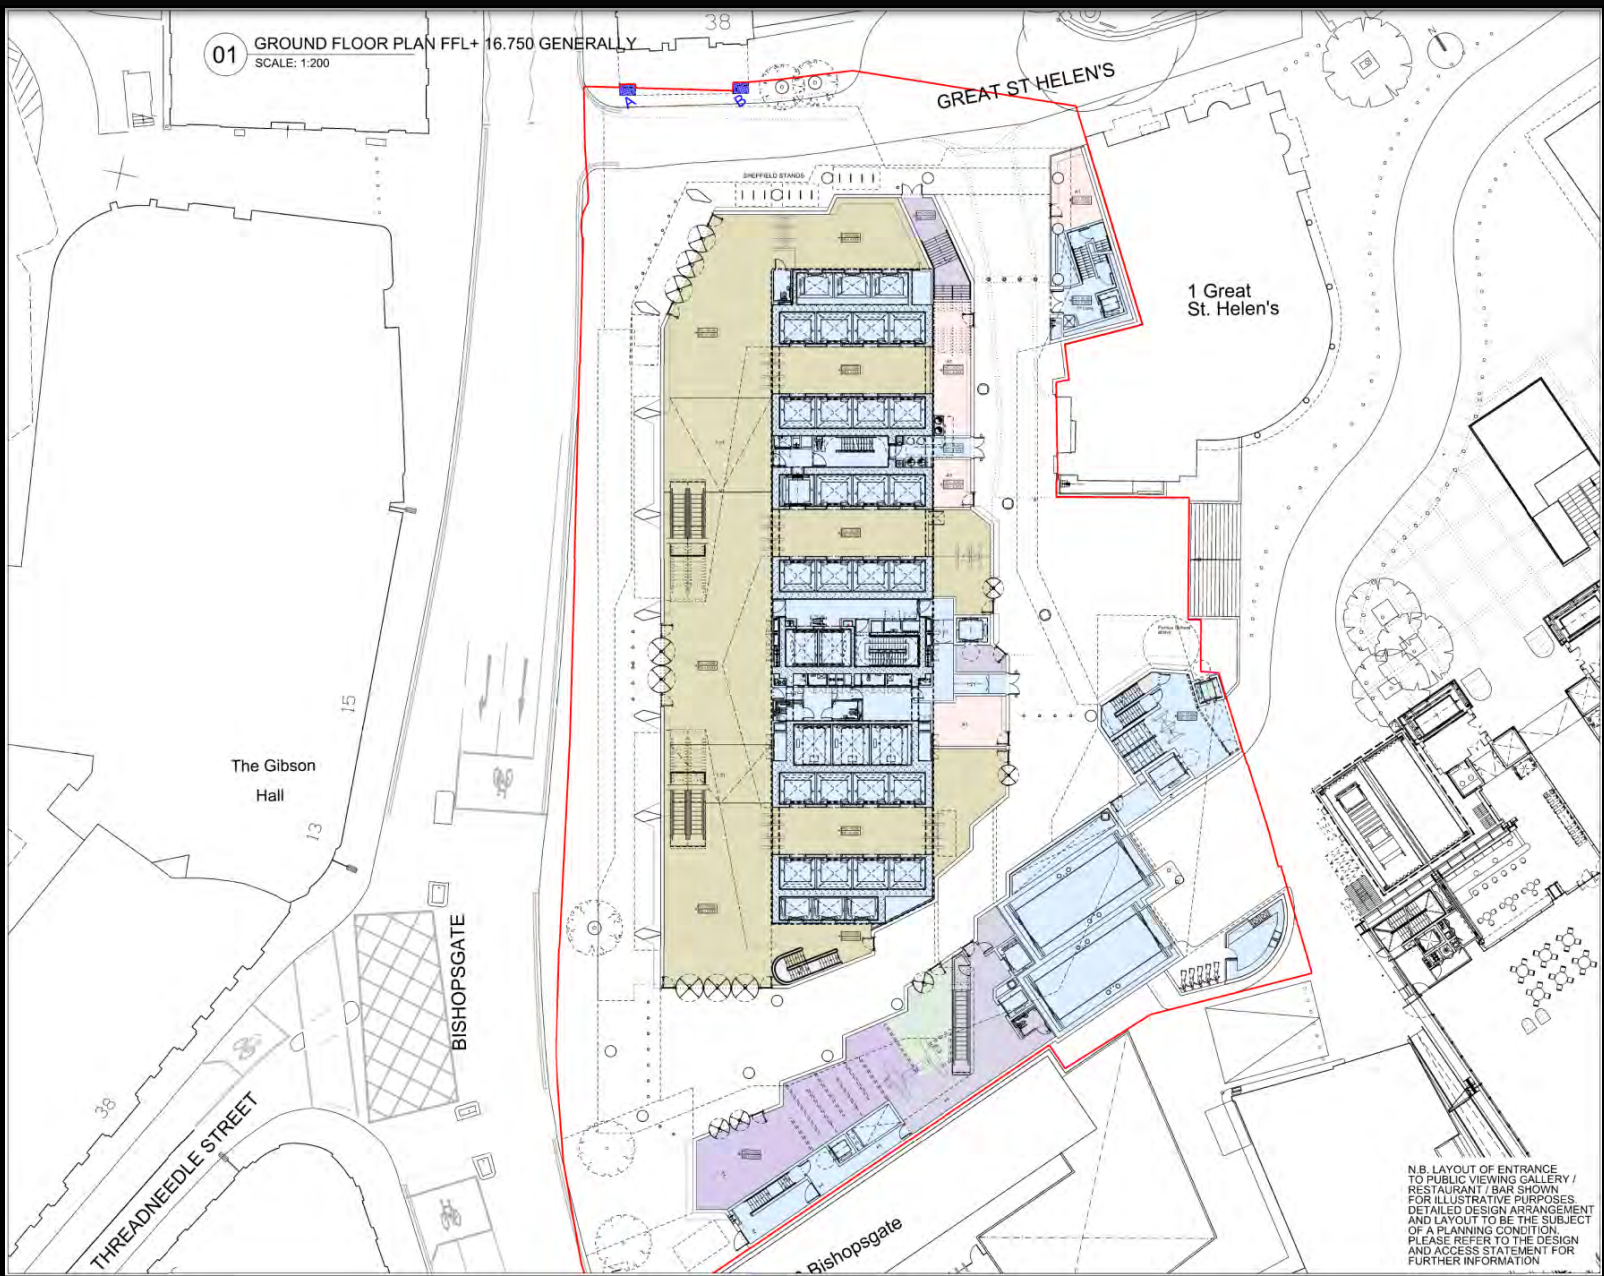 38
01
GROUND FLOOR PLAN FFL+ 16.750 GENERALLY
SCALE: 1:200
N
A
B
GREAT ST HELEN'S
SHEFFIELD STANDS
1 Great
St. Helen's
15
The Gibson
Hall
13
BISHOPSGATE
38
THREADNEEDLE STREET
Bishopsgate
N.B. LAYOUT OF ENTRANCE
TO PUBLIC VIEWING GALLERY /
RESTAURANT / BAR SHOWN
FOR ILLUSTRATIVE PURPOSES.
DETAILED DESIGN ARRANGEMENT
AND LAYOUT TO BE THE SUBJECT
OF A PLANNING CONDITION.
PLEASE REFER TO THE DESIGN
AND ACCESS STATEMENT FOR
FURTHER INFORMATION